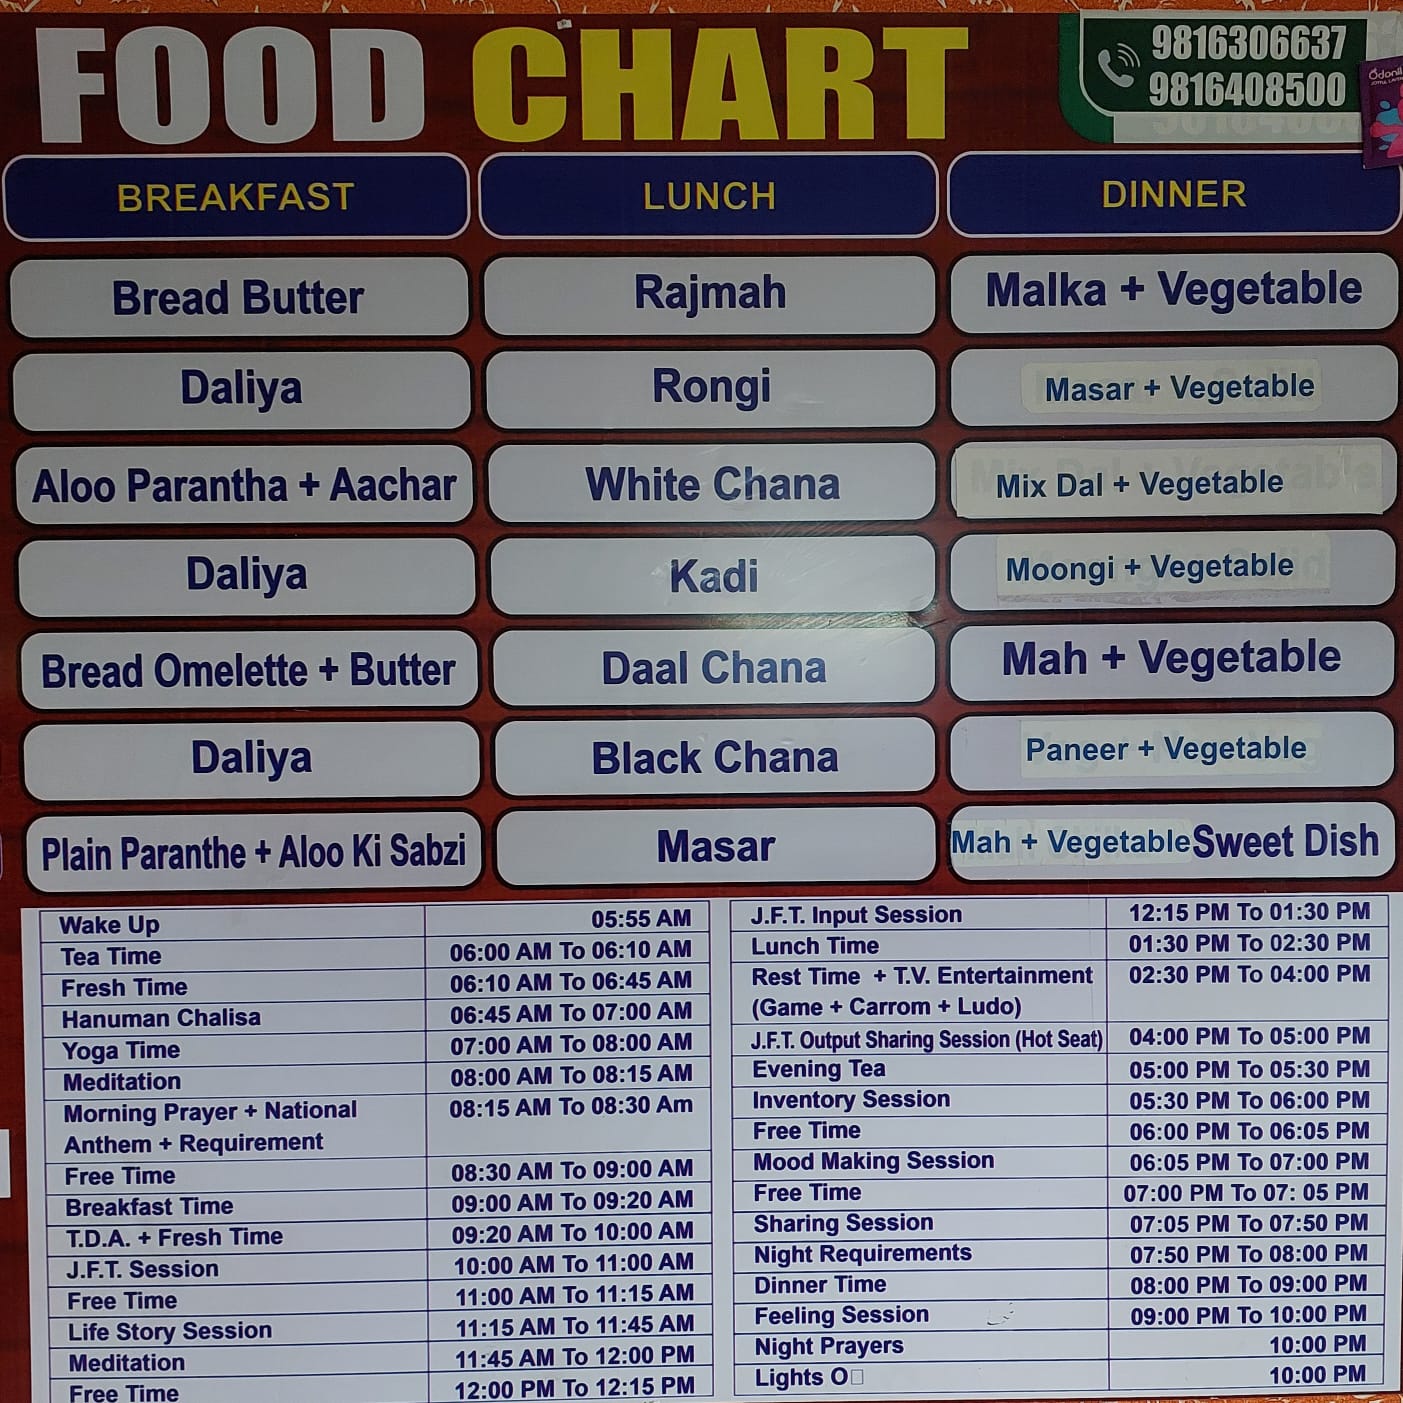 FOOD CHART
9816306637
9816408500
Odonil
BREAKFAST LUNCH DINNER
Bread Butter Rajmah Malka + Vegetable
Daliya Rongi Masar + Vegetable
Aloo Parantha + Aachar White Chana Mix Dal + Vegetable
Daliya Kadi Moongi + Vegetable
Bread Omelette + Butter Daal Chana Mah + Vegetable
Daliya Black Chana Paneer + Vegetable
Plain Paranthe + Aloo Ki Sabzi Masar Mah + Vegetable Sweet Dish
Wake Up 05:55 AM
Tea Time 06:00 AM To 06:10 AM
Fresh Time 06:10 AM To 06:45 AM
Hanuman Chalisa 06:45 AM To 07:00 AM
Yoga Time 07:00 AM To 08:00 AM
Meditation 08:00 AM To 08:15 AM
Morning Prayer + National 08:15 AM To 08:30 Am
Anthem + Requirement
Free Time 08:30 AM To 09:00 AM
Breakfast Time 09:00 AM To 09:20 AM
T.D.A. + Fresh Time 09:20 AM To 10:00 AM
J.F.T. Session 10:00 AM To 11:00 AM
Free Time 11:00 AM To 11:15 AM
Life Story Session 11:15 AM To 11:45 AM
Meditation 11:45 AM To 12:00 PM
Free Time 12:00 PM To 12:15 PM
J.F.T. Input Session 12:15 PM To 01:30 PM
Lunch Time 01:30 PM To 02:30 PM
Rest Time + T.V. Entertainment 02:30 PM To 04:00 PM
(Game + Carrom + Ludo)
J.F.T. Output Sharing Session (Hot Seat) 04:00 PM To 05:00 PM
Evening Tea 05:00 PM To 05:30 PM
Inventory Session 05:30 PM To 06:00 PM
Free Time 06:00 PM To 06:05 PM
Mood Making Session 06:05 PM To 07:00 PM
Free Time 07:00 PM To 07: 05 PM
Sharing Session 07:05 PM To 07:50 PM
Night Requirements 07:50 PM To 08:00 PM
Dinner Time 08:00 PM To 09:00 PM
Feeling Session 09:00 PM To 10:00 PM
Night Prayers 10:00 PM
Lights O□ 10:00 PM